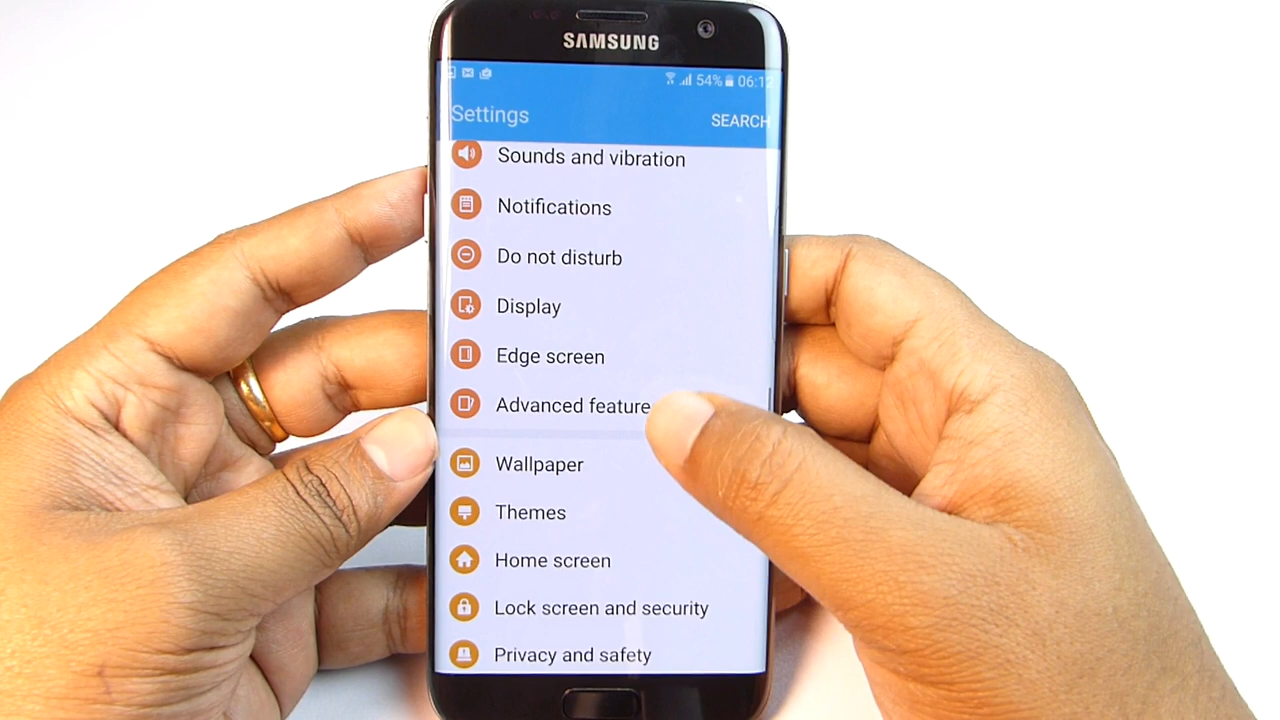 SAMSUNG
54% 06:12
Settings SEARCH
Sounds and vibration
Notifications
Do not disturb
Display
Edge screen
Advanced feature
Wallpaper
Themes
Home screen
Lock screen and security
Privacy and safety